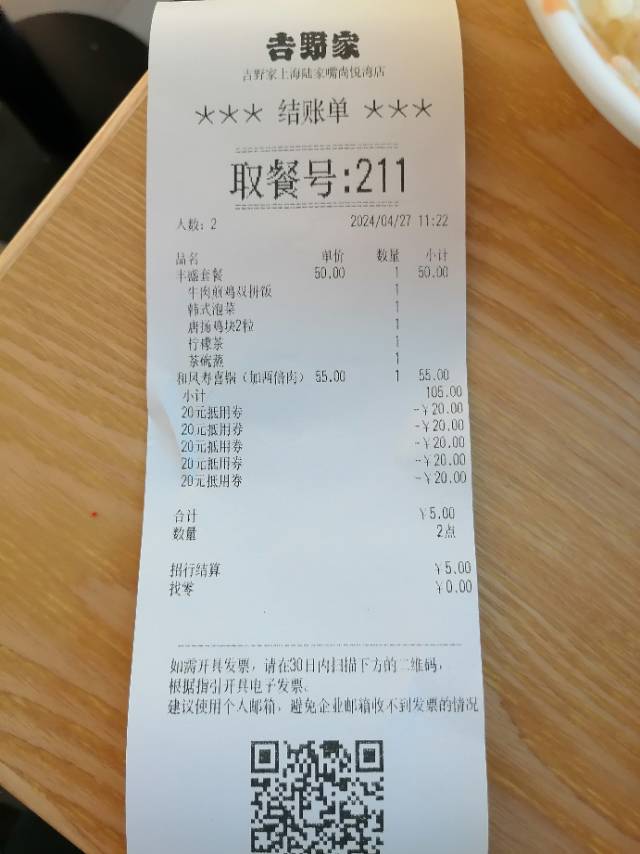 吉野家
吉野家上海陆家嘴尚悦湾店
*** 结账单 ***
取餐号:211
人数: 2 2024/04/27 11:22
品名 单价 数量 小计
丰盛套餐 50.00 1 50.00
牛肉煎鸡双拼饭 1
韩式泡菜 1
唐扬鸡块2粒 1
柠檬茶 1
茶碗蒸 1
和风寿喜锅(加两倍肉) 55.00 1 55.00
小计 105.00
20元抵用券 -¥20.00
20元抵用券 -¥20.00
20元抵用券 -¥20.00
20元抵用券 -¥20.00
20元抵用券 -¥20.00
合计 ¥5.00
数量 2点
招行结算 ¥5.00
找零 ¥0.00
如需开具发票，请在30日内扫描下方的二维码，
根据指引开具电子发票。
建议使用个人邮箱，避免企业邮箱收不到发票的情况